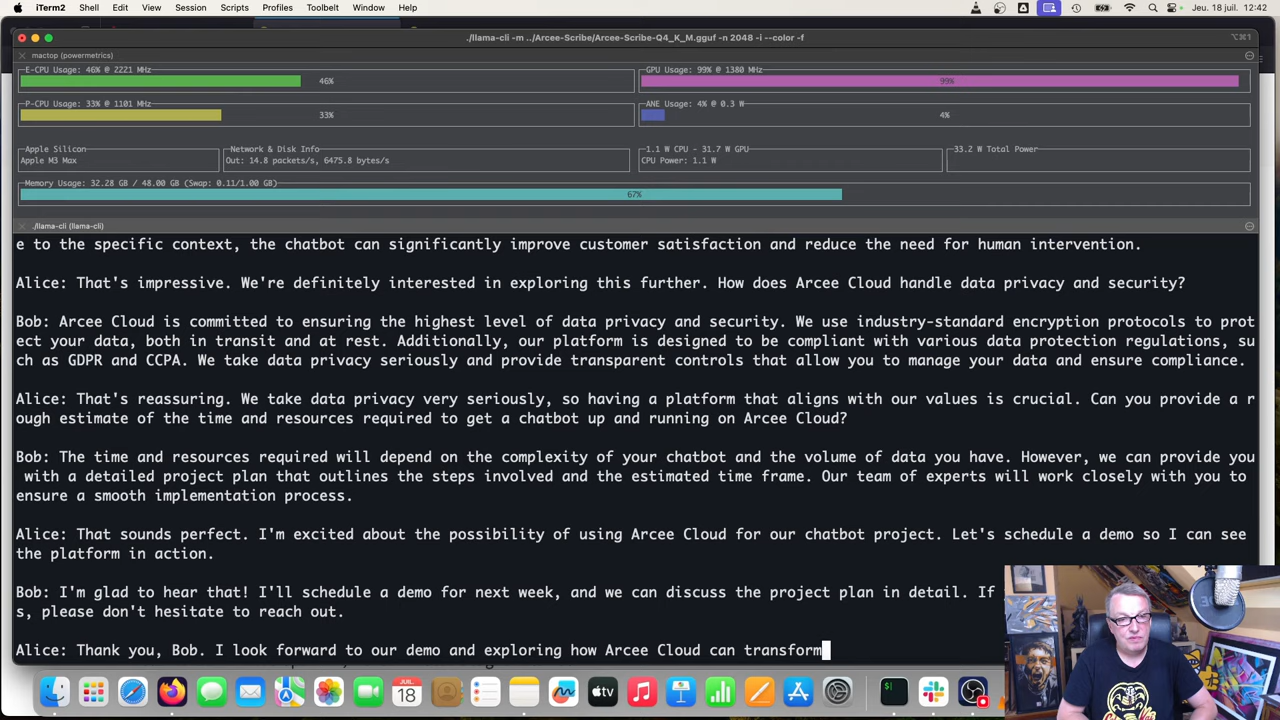 iTerm2 Shell Edit View Session Scripts Profiles Toolbelt Window Help Jeu. 18 juil. 12:42
./llama-cli -m ../Arcee-Scribe/Arcee-Scribe-Q4_K_M.gguf -n 2048 -i --color -f ⌥⌘1
mactop (powermetrics)
E-CPU Usage: 46% @ 2221 MHz GPU Usage: 99% @ 1380 MHz
46% 99%
P-CPU Usage: 33% @ 1101 MHz ANE Usage: 4% @ 0.3 W
33% 4%
Apple Silicon Network & Disk Info 1.1 W CPU - 31.7 W GPU 33.2 W Total Power
Apple M3 Max Out: 14.8 packets/s, 6475.8 bytes/s CPU Power: 1.1 W
Memory Usage: 32.28 GB / 48.00 GB (Swap: 0.11/1.00 GB)
67%
./llama-cli (llama-cli)
e to the specific context, the chatbot can significantly improve customer satisfaction and reduce the need for human intervention.
Alice: That's impressive. We're definitely interested in exploring this further. How does Arcee Cloud handle data privacy and security?
Bob: Arcee Cloud is committed to ensuring the highest level of data privacy and security. We use industry-standard encryption protocols to prot
ect your data, both in transit and at rest. Additionally, our platform is designed to be compliant with various data protection regulations, su
ch as GDPR and CCPA. We take data privacy seriously and provide transparent controls that allow you to manage your data and ensure compliance.
Alice: That's reassuring. We take data privacy very seriously, so having a platform that aligns with our values is crucial. Can you provide a r
ough estimate of the time and resources required to get a chatbot up and running on Arcee Cloud?
Bob: The time and resources required will depend on the complexity of your chatbot and the volume of data you have. However, we can provide you
with a detailed project plan that outlines the steps involved and the estimated time frame. Our team of experts will work closely with you to
ensure a smooth implementation process.
Alice: That sounds perfect. I'm excited about the possibility of using Arcee Cloud for our chatbot project. Let's schedule a demo so I can see
the platform in action.
Bob: I'm glad to hear that! I'll schedule a demo for next week, and we can discuss the project plan in detail. If
s, please don't hesitate to reach out.
Alice: Thank you, Bob. I look forward to our demo and exploring how Arcee Cloud can transform
JUIL.
18
tv